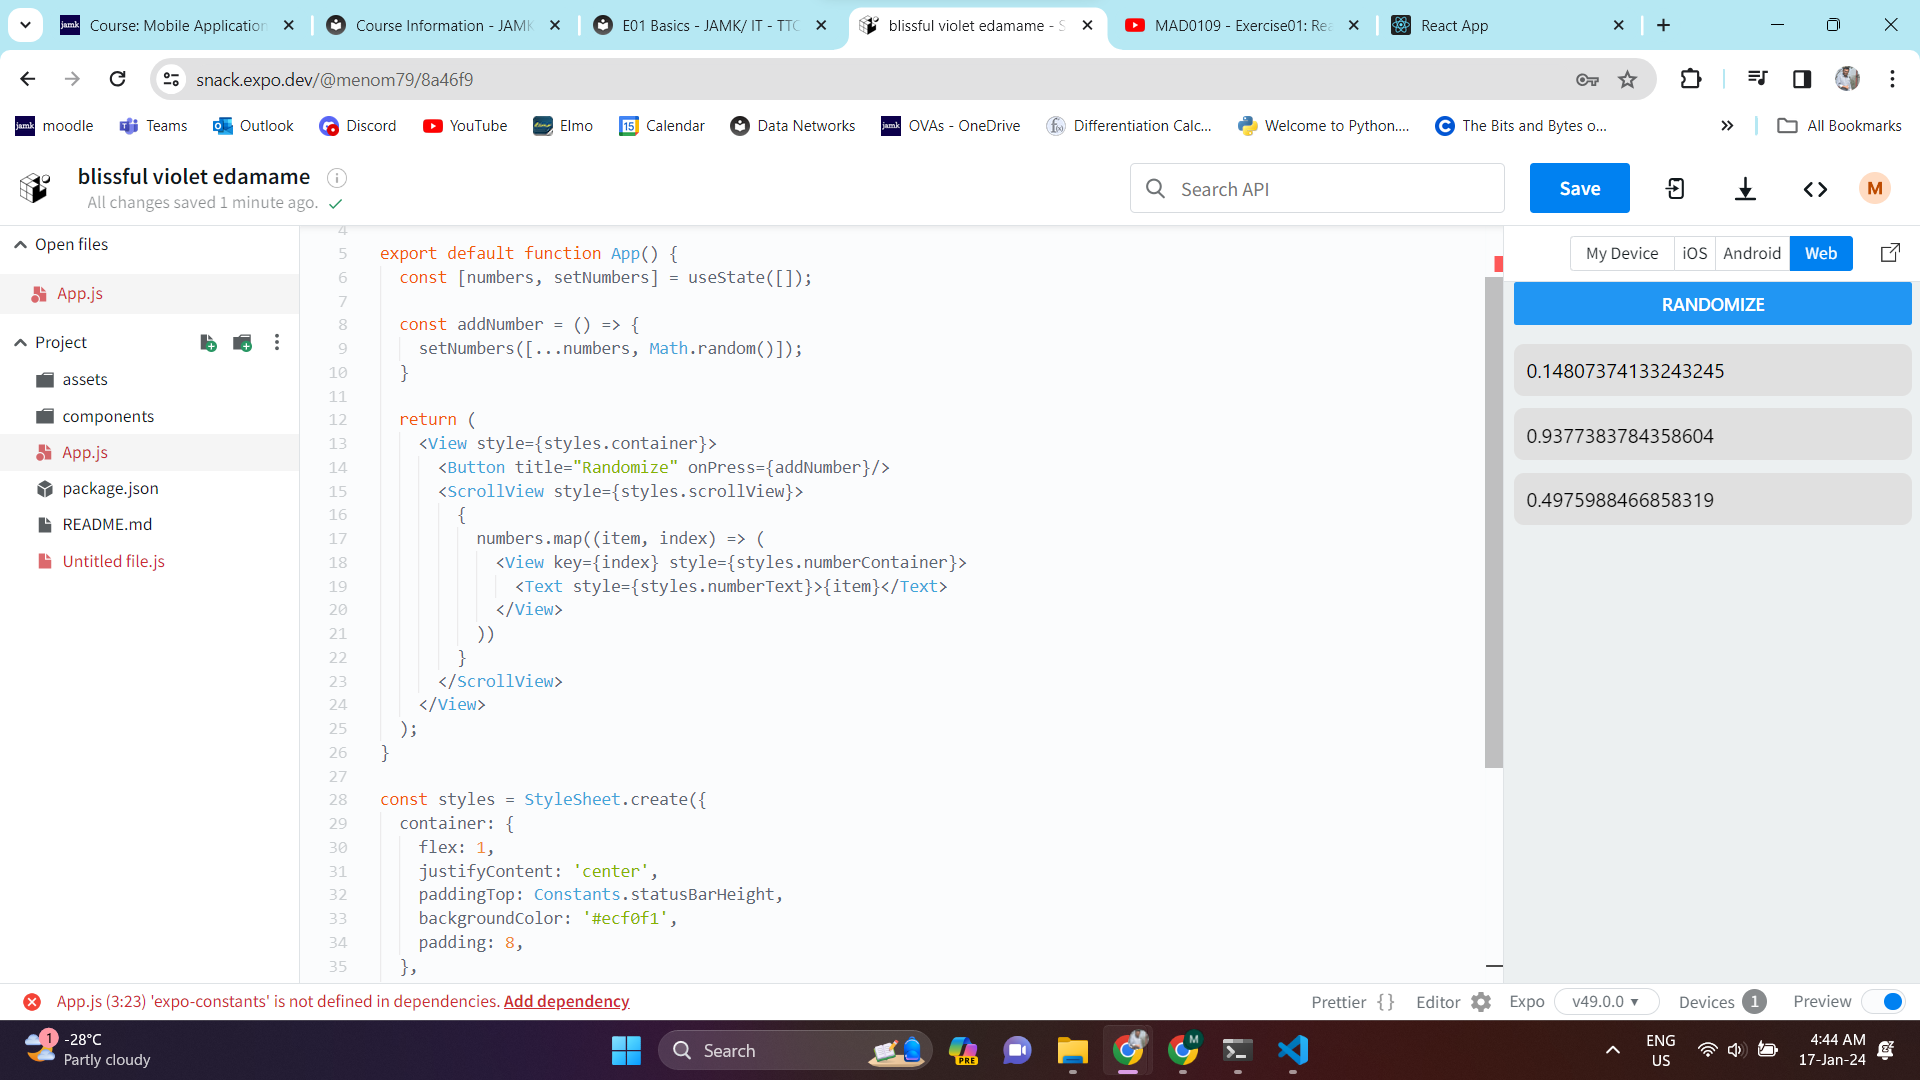 Course: Mobile Application
Course Information - JAMK
E01 Basics - JAMK/ IT - TTC
blissful violet edamame - S
MAD0109 - Exercise01: Rea
React App
snack.expo.dev/@menom79/8a46f9
jamk moodle
Teams
Outlook
Discord
YouTube
Elmo
15 Calendar
Data Networks
jamk OVAs - OneDrive
Differentiation Calc...
Welcome to Python....
The Bits and Bytes o...
All Bookmarks
blissful violet edamame
All changes saved 1 minute ago.
Search API
Save
M
Open files
App.js
Project
assets
components
App.js
package.json
README.md
Untitled file.js
4
5 export default function App() {
6 const [numbers, setNumbers] = useState([]);
7
8 const addNumber = () => {
9 setNumbers([...numbers, Math.random()]);
10 }
11
12 return (
13 <View style={styles.container}>
14 <Button title="Randomize" onPress={addNumber}/>
15 <ScrollView style={styles.scrollView}>
16 {
17 numbers.map((item, index) => (
18 <View key={index} style={styles.numberContainer}>
19 <Text style={styles.numberText}>{item}</Text>
20 </View>
21 ))
22 }
23 </ScrollView>
24 </View>
25 );
26 }
27
28 const styles = StyleSheet.create({
29 container: {
30 flex: 1,
31 justifyContent: 'center',
32 paddingTop: Constants.statusBarHeight,
33 backgroundColor: '#ecf0f1',
34 padding: 8,
35 },
My Device iOS Android Web
RANDOMIZE
0.14807374133243245
0.9377383784358604
0.4975988466858319
App.js (3:23) 'expo-constants' is not defined in dependencies. Add dependency
Prettier {}
Editor
Expo v49.0.0
Devices 1
Preview
1
-28°C
Partly cloudy
Search
PRE
M
ENG
US
4:44 AM
17-Jan-24